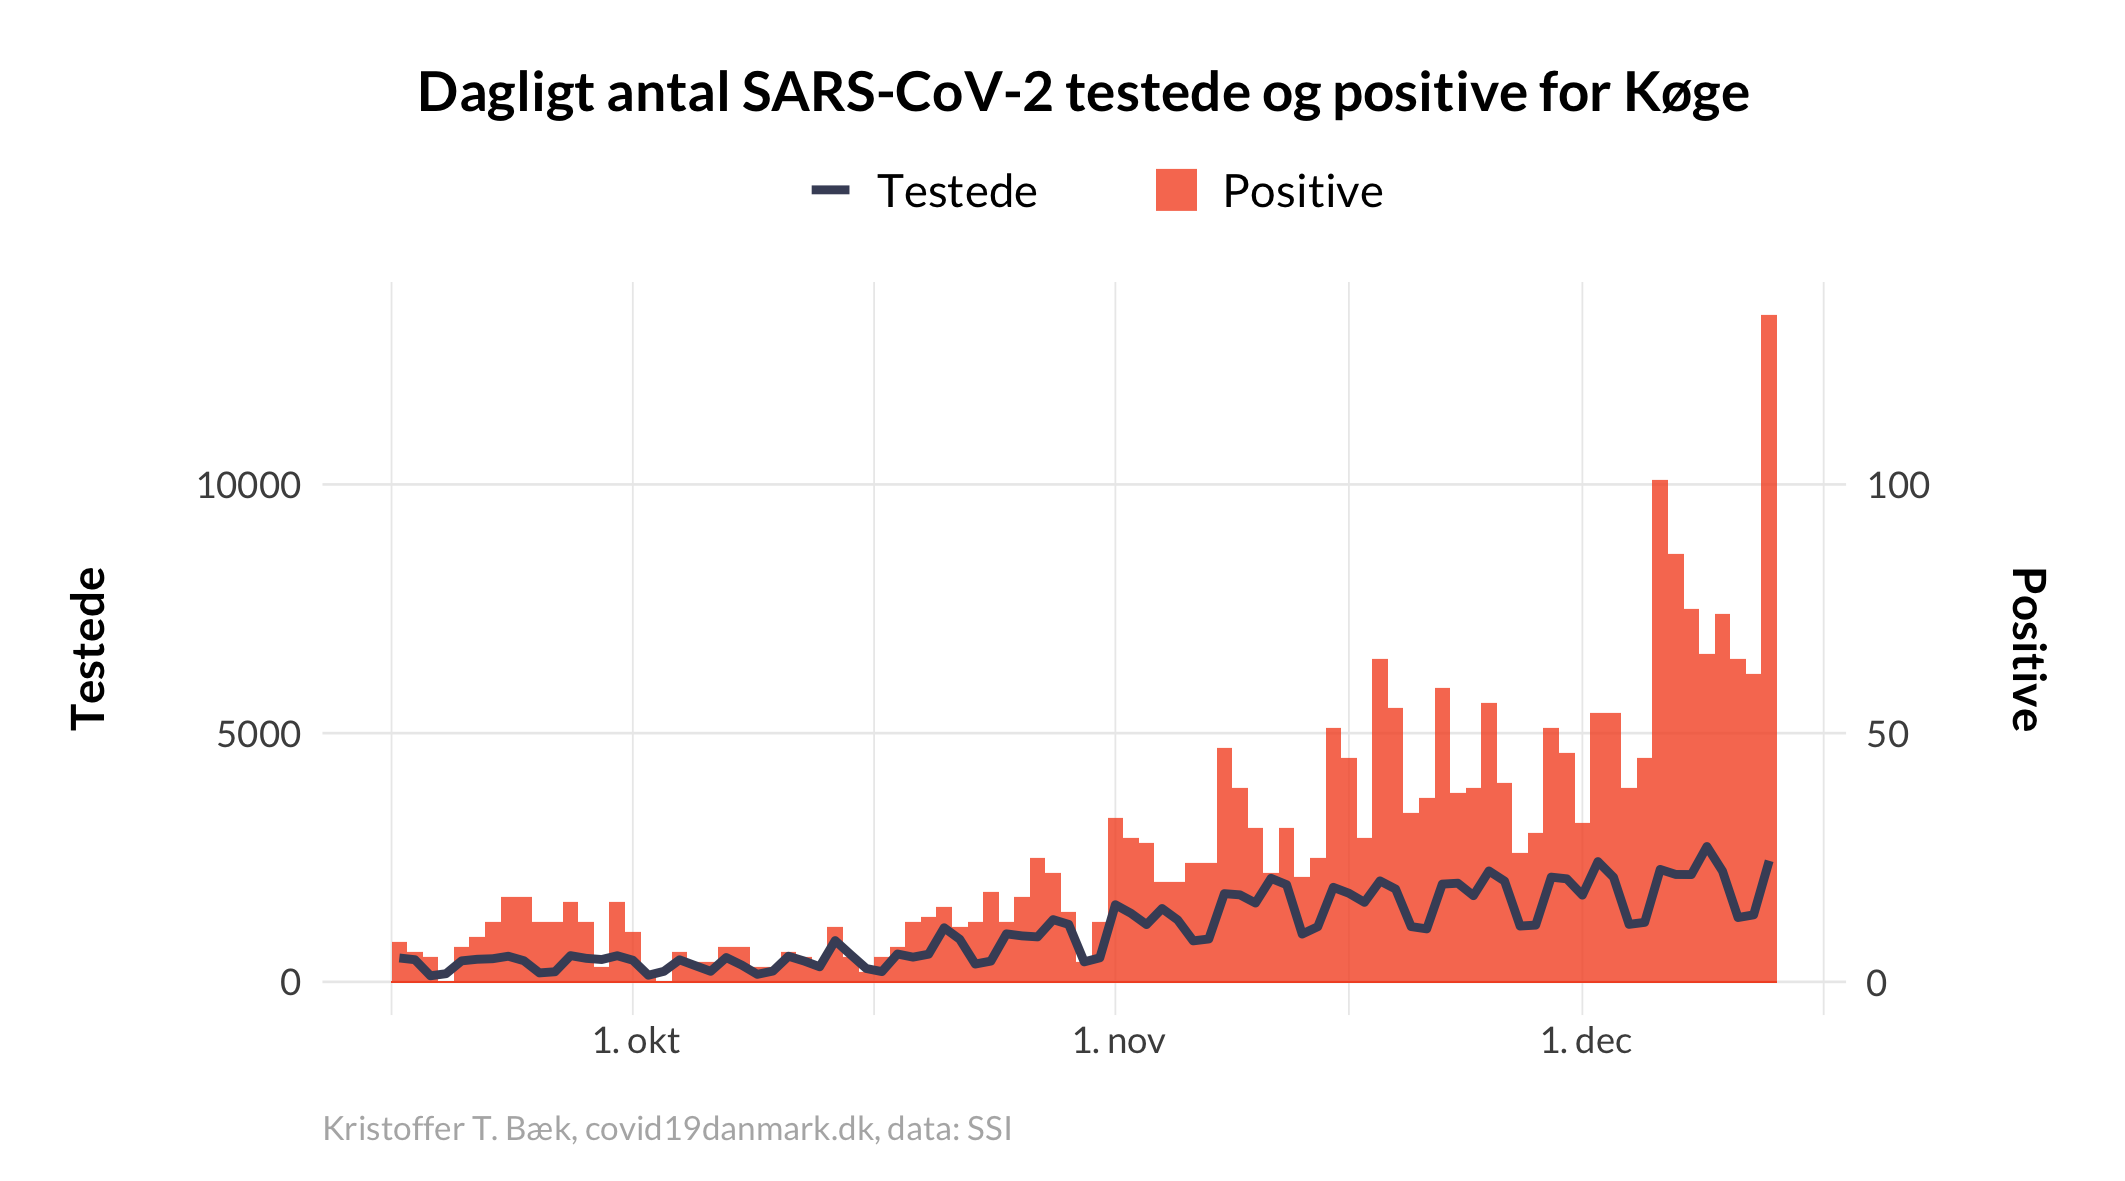 Dagligt antal SARS-CoV-2 testede og positive for Køge
Testede
Positive
10000
5000
0
Testede
100
50
0
Positive
1. okt
1. nov
1. dec
Kristoffer T. Bæk, covid19danmark.dk, data: SSI